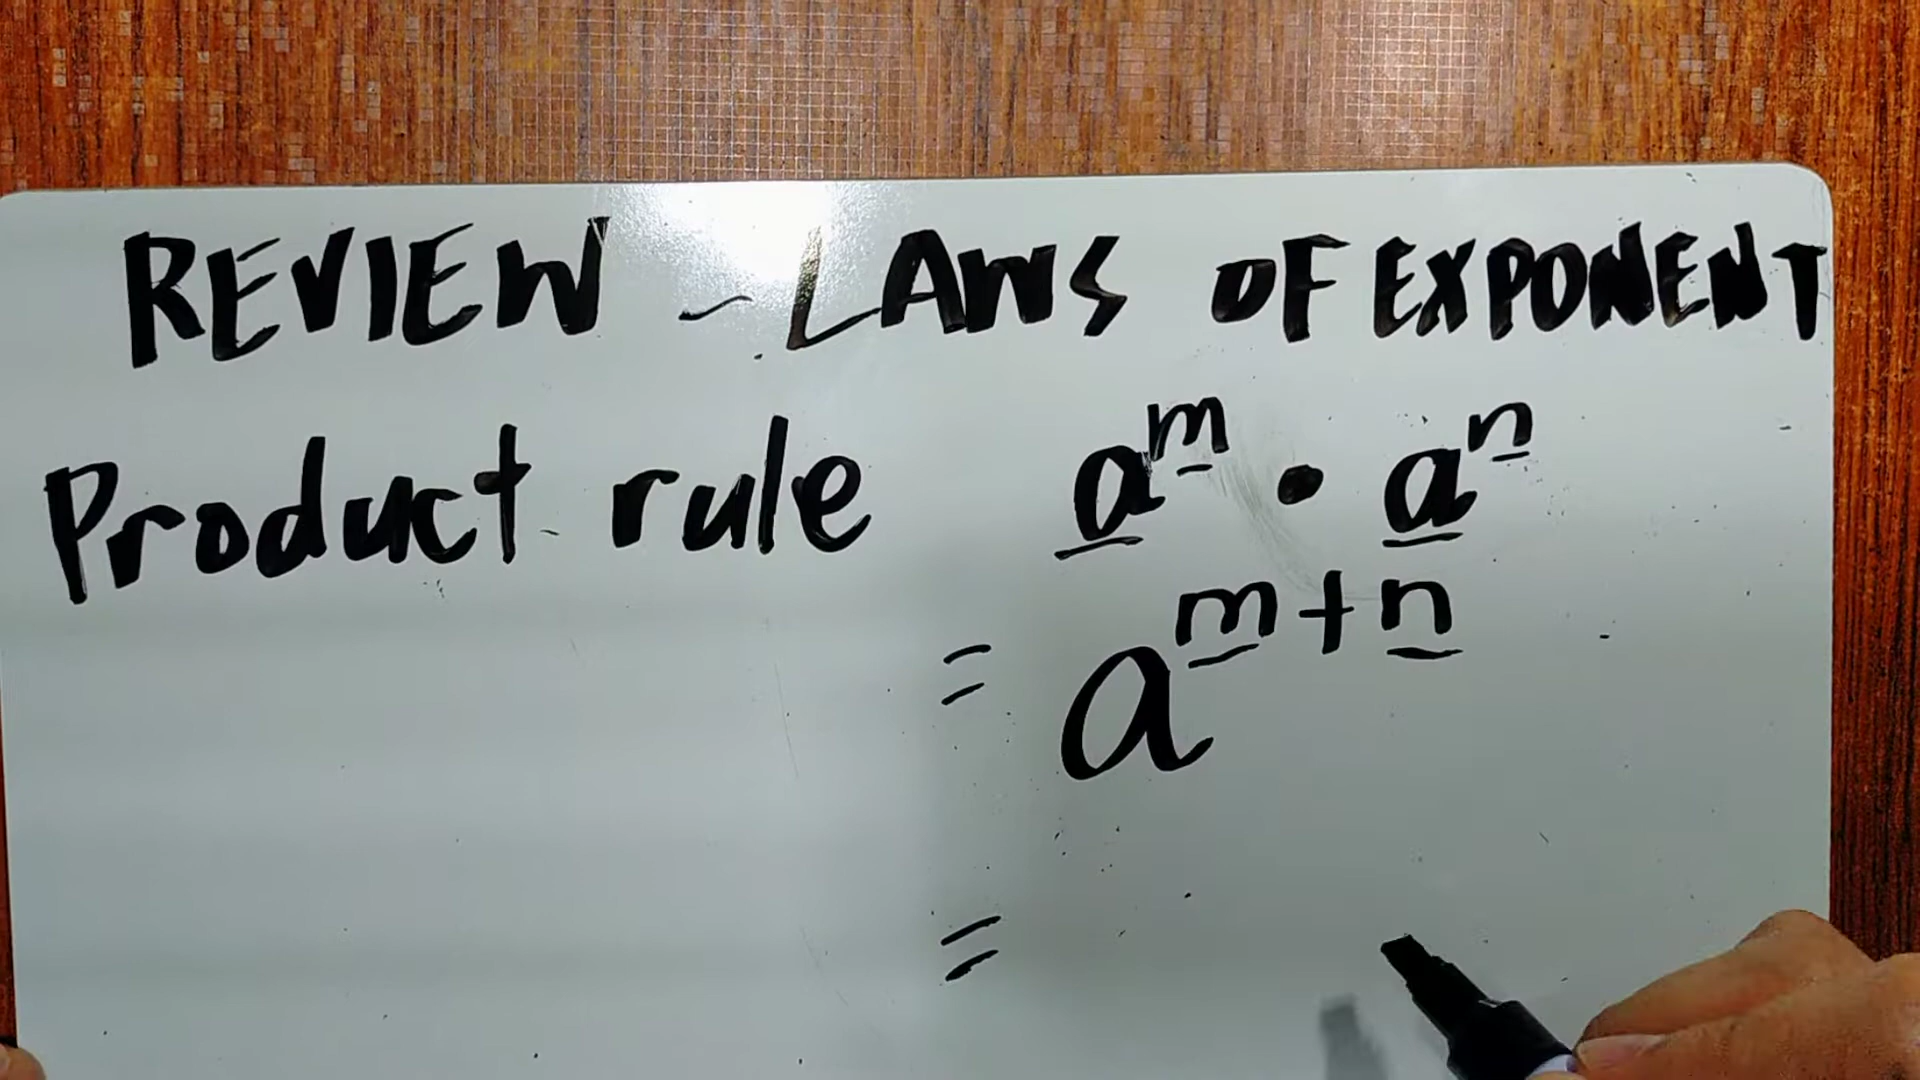 REVIEW - LAWS OF EXPONENT
Product rule a^m • a^n
= a^m+n
=